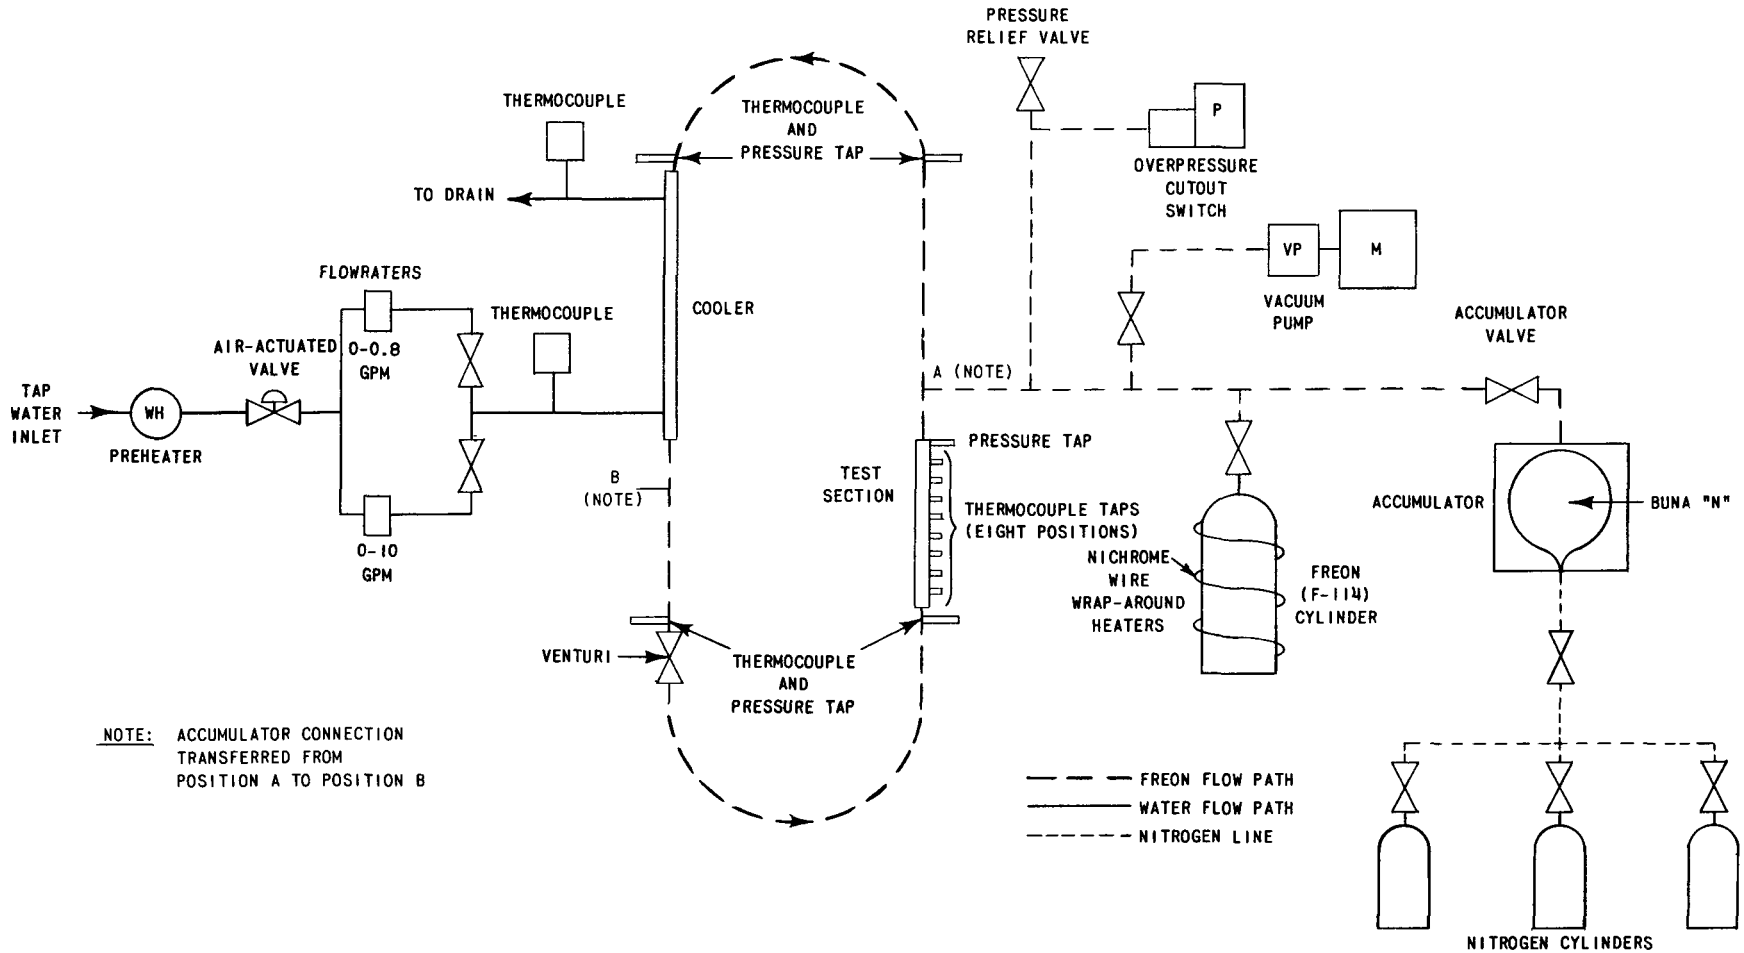 PRESSURE
RELIEF VALVE
THERMOCOUPLE
THERMOCOUPLE
AND
PRESSURE TAP
P
OVERPRESSURE
CUTOUT
SWITCH
TO DRAIN
VP
M
VACUUM
PUMP
FLOWRATERS
THERMOCOUPLE
COOLER
ACCUMULATOR
VALVE
AIR-ACTUATED
VALVE
0-0.8
GPM
A (NOTE)
TAP
WATER
INLET
WH
PREHEATER
PRESSURE TAP
B
(NOTE)
TEST
SECTION
THERMOCOUPLE TAPS
(EIGHT POSITIONS)
ACCUMULATOR
BUNA "N"
0-10
GPM
NICHROME
WIRE
WRAP-AROUND
HEATERS
FREON
(F-114)
CYLINDER
VENTURI
THERMOCOUPLE
AND
PRESSURE TAP
NOTE: ACCUMULATOR CONNECTION
TRANSFERRED FROM
POSITION A TO POSITION B
FREON FLOW PATH
WATER FLOW PATH
NITROGEN LINE
NITROGEN CYLINDERS